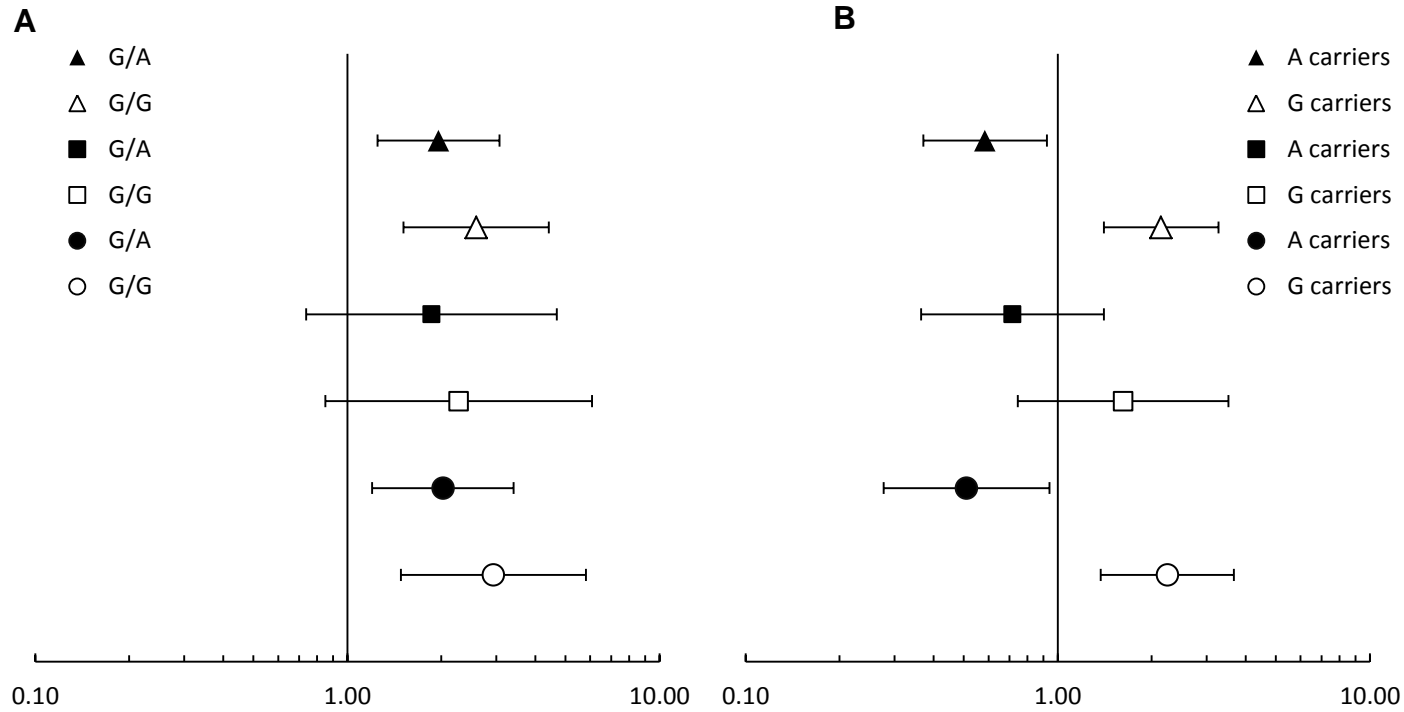 A
G/A
G/G
G/A
G/G
G/A
G/G
0.10 1.00 10.00
B
A carriers
G carriers
A carriers
G carriers
A carriers
G carriers
0.10 1.00 10.00